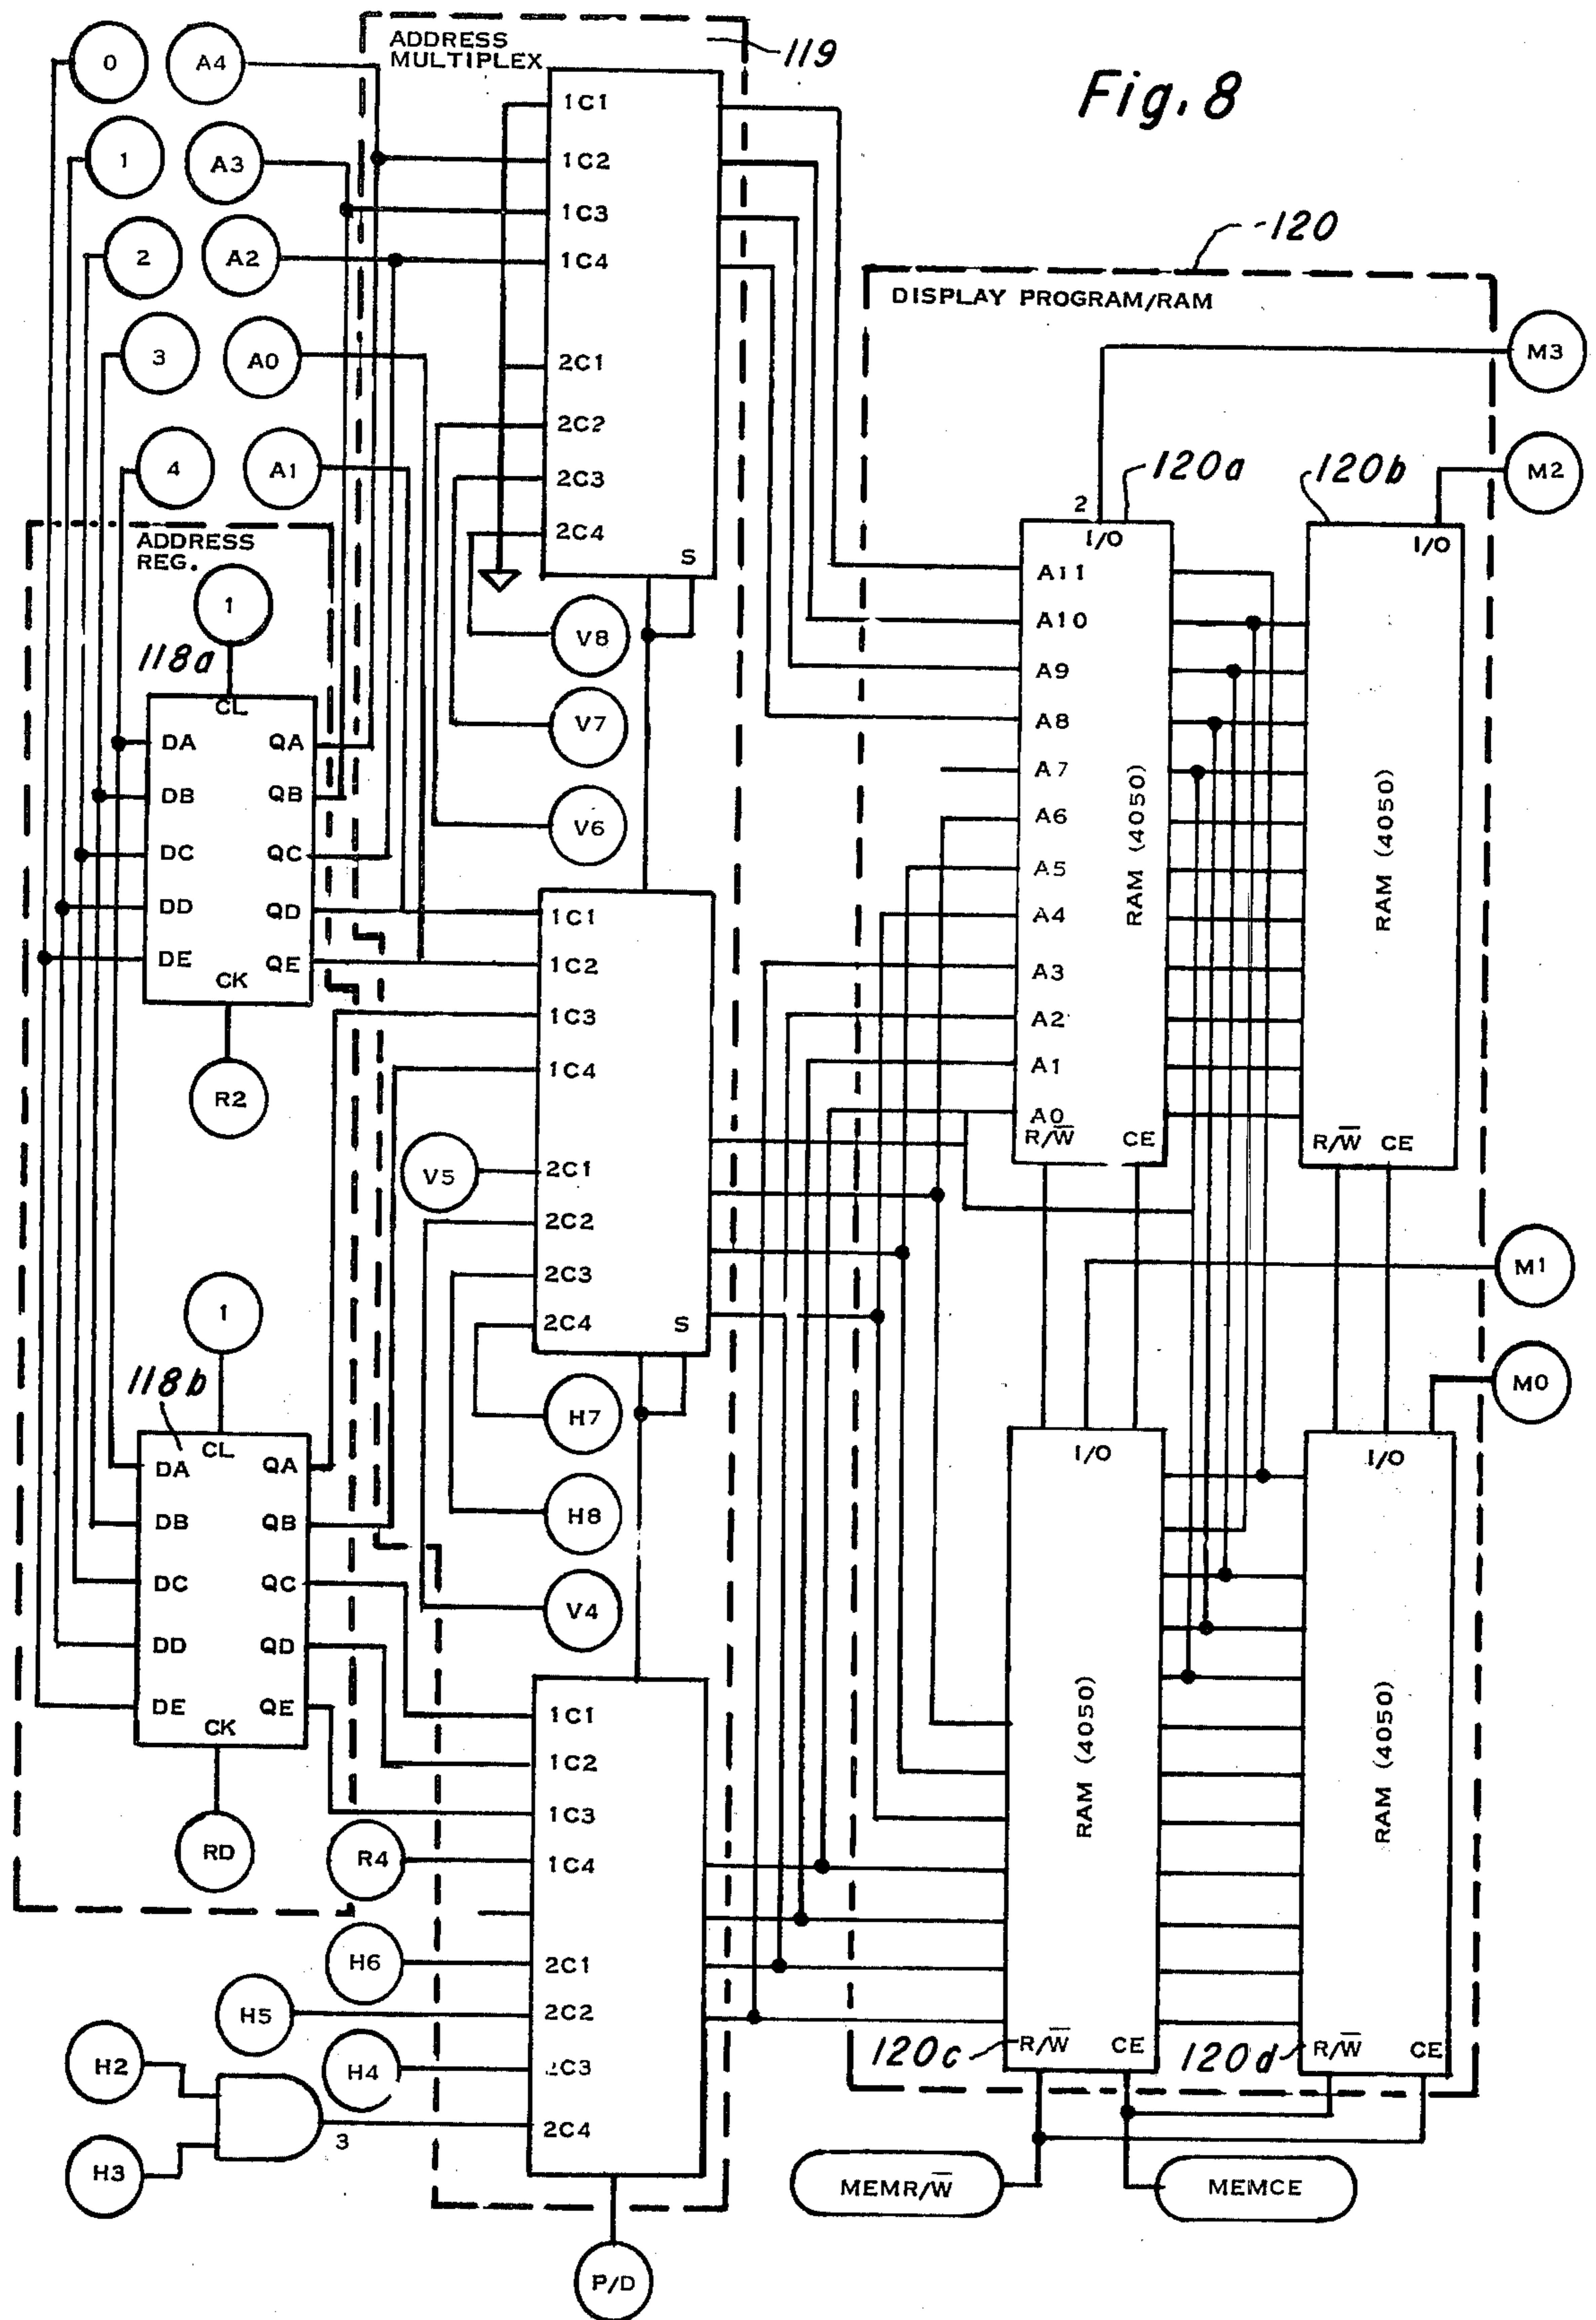 Fig. 8
0
A4
1
A3
2
A2
3
A0
4
A1
ADDRESS
MULTIPLEX
119
1C1
1C2
1C3
1C4
2C1
2C2
2C3
2C4
S
V8
V7
V6
ADDRESS
REG.
1
118a
CL
DA
QA
DB
QB
DC
QC
DD
QD
DE
QE
CK
R2
1C1
1C2
1C3
1C4
V5
2C1
2C2
2C3
2C4
S
H7
H8
V4
1
118b
CL
DA
QA
DB
QB
DC
QC
DD
QD
DE
QE
CK
RD
1C1
1C2
1C3
R4
1C4
H6
2C1
H5
2C2
H4
2C3
2C4
H2
H3
3
P/D
120
DISPLAY PROGRAM/RAM
M3
M2
120a
2
I/O
A11
A10
A9
A8
A7
A6
A5
A4
A3
A2
A1
A0
R/W̅
CE
RAM (4050)
120b
I/O
RAM (4050)
R/W̅ CE
M1
M0
I/O
RAM (4050)
120c
R/W̅
CE
I/O
RAM (4050)
120d
R/W̅
CE
MEMR/W̅
MEMCE